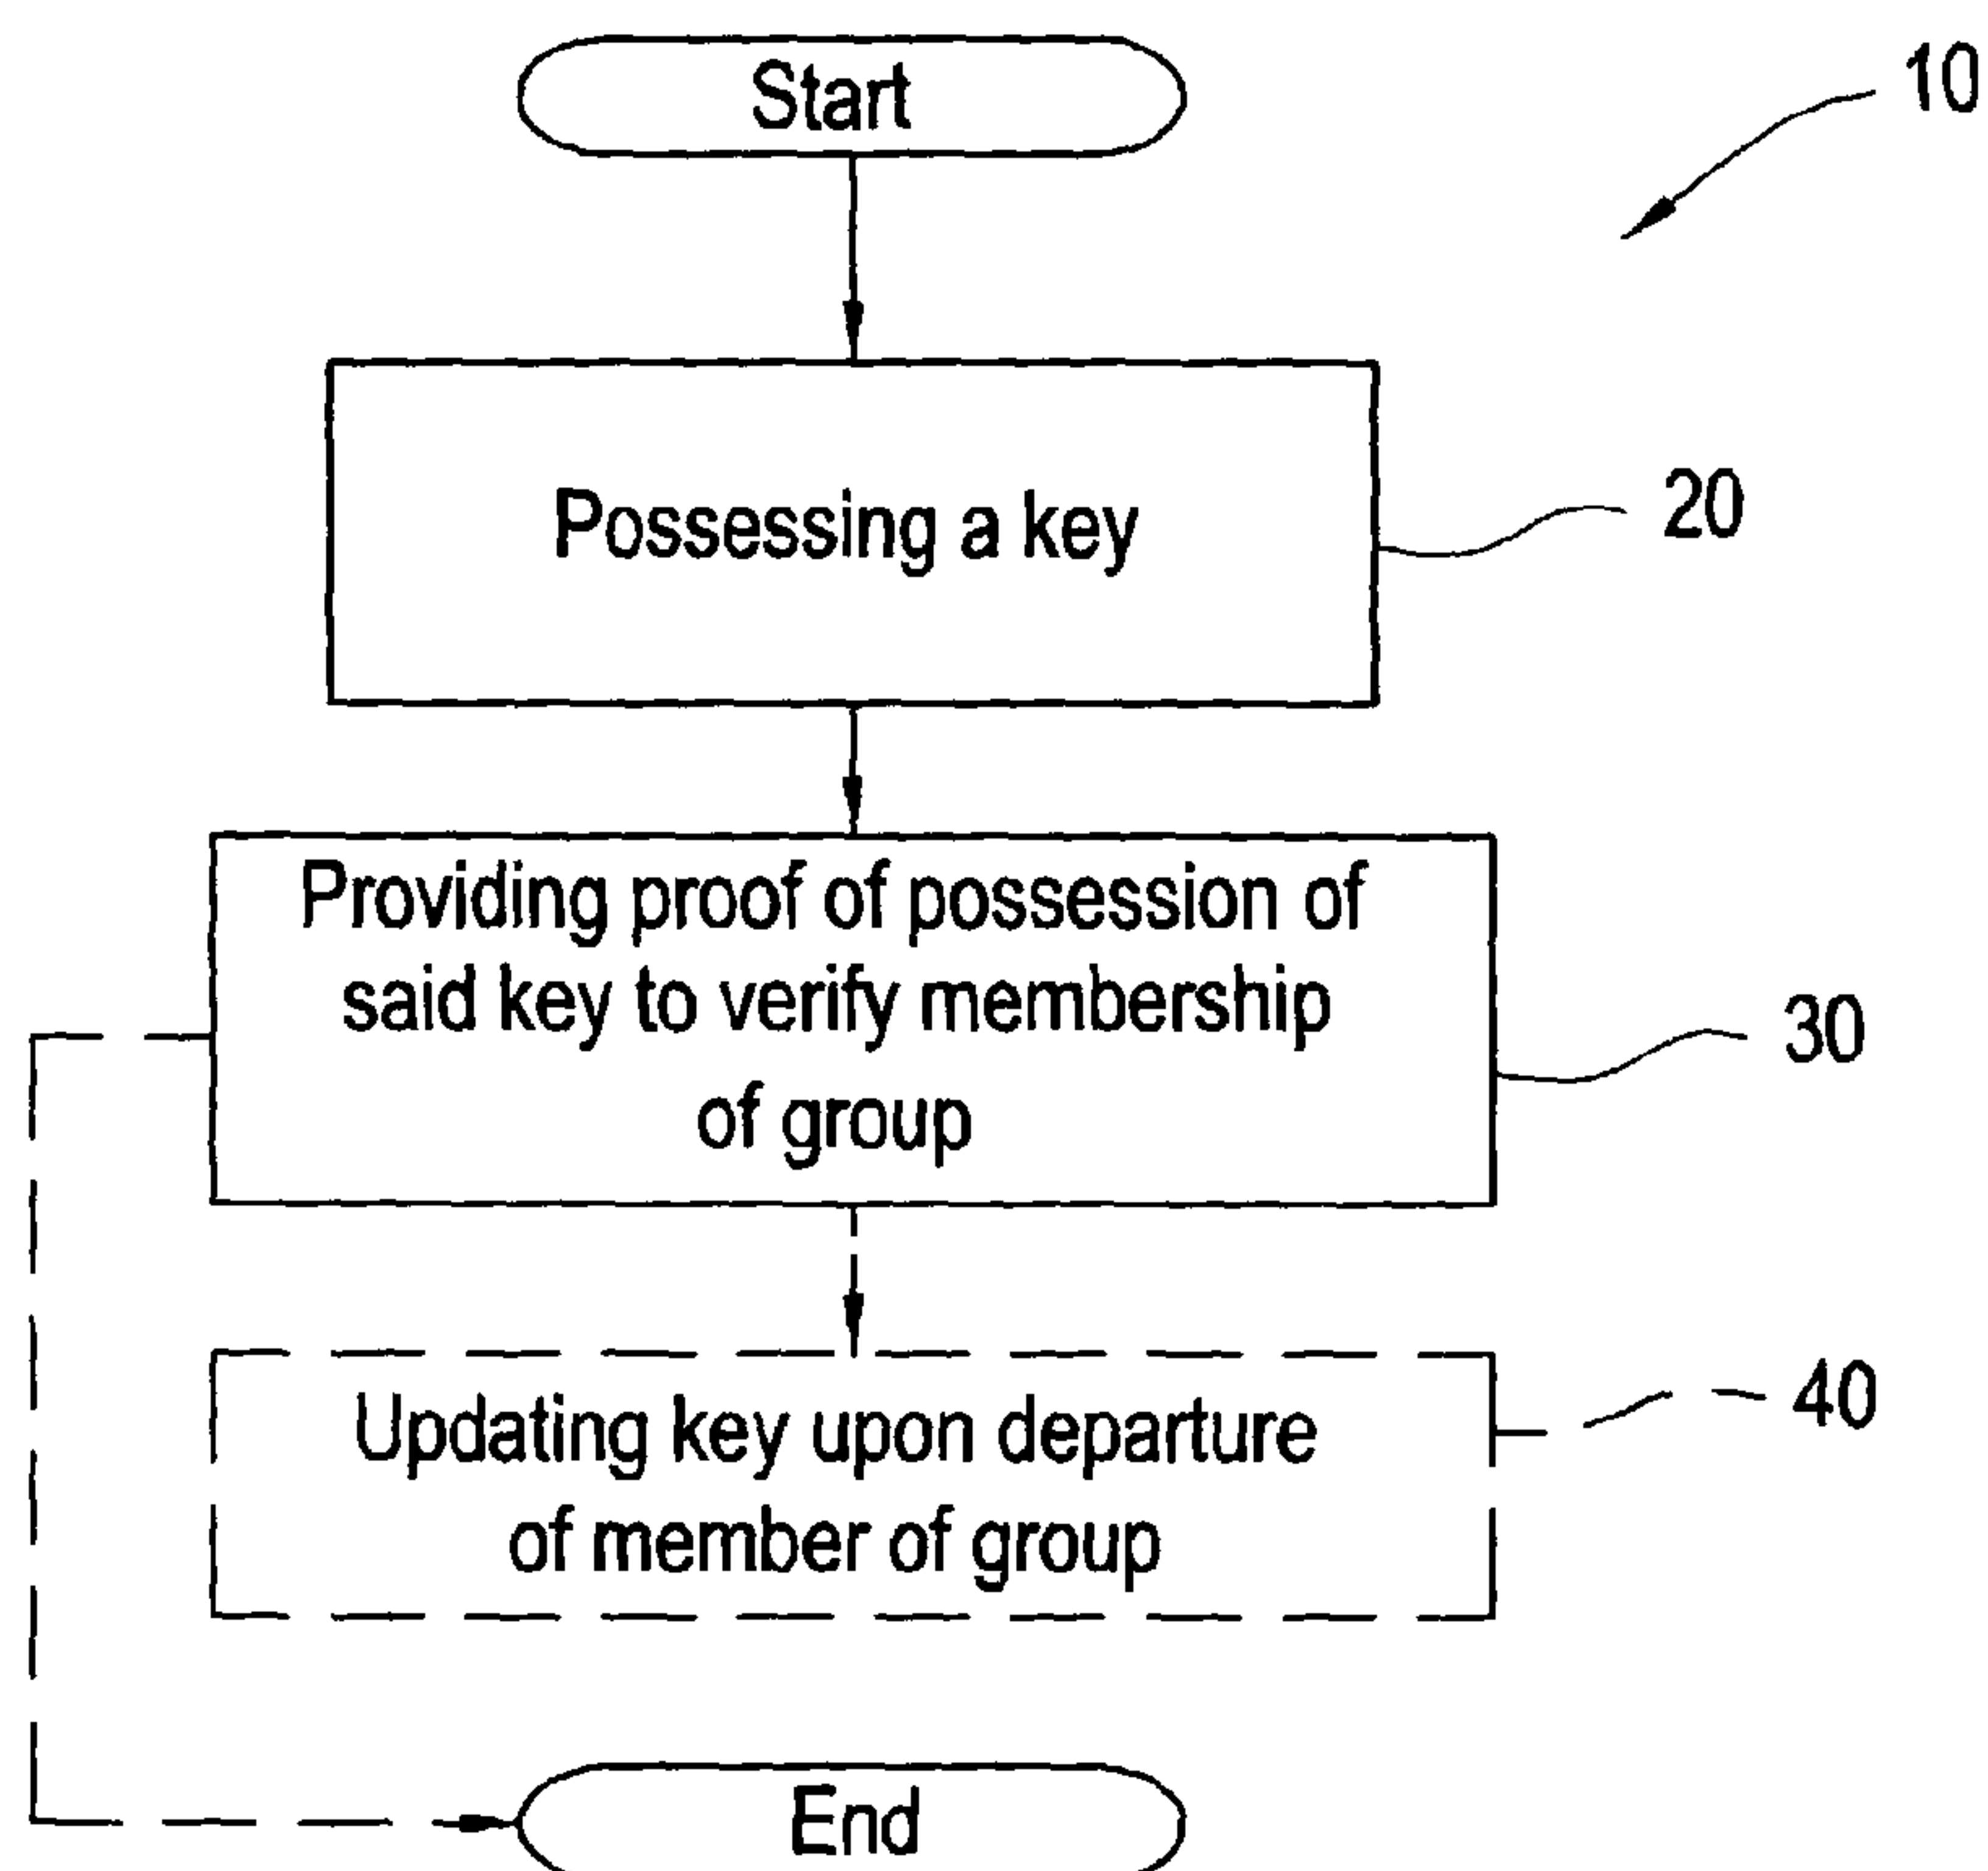 Start
10
Possessing a key
20
Providing proof of possession of
said key to verify membership
of group
30
Updating key upon departure
of member of group
40
End